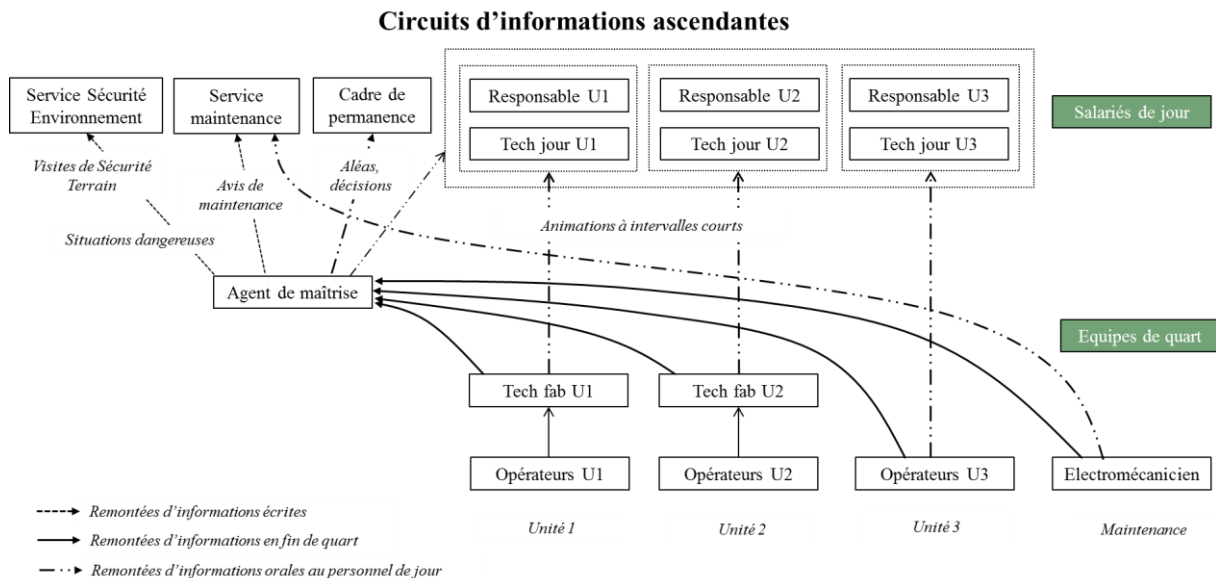 Circuits d’informations ascendantes
Service Sécurité
Environnement
Service
maintenance
Cadre de
permanence
Responsable U1
Responsable U2
Responsable U3
Salariés de jour
Tech jour U1
Tech jour U2
Tech jour U3
Visites de Sécurité
Terrain
Avis de
maintenance
Aléas,
décisions
Situations dangereuses
Animations à intervalles courts
Agent de maîtrise
Equipes de quart
Tech fab U1
Tech fab U2
Opérateurs U1
Opérateurs U2
Opérateurs U3
Electromécanicien
Remontées d’informations écrites
Unité 1
Unité 2
Unité 3
Maintenance
Remontées d’informations en fin de quart
Remontées d’informations orales au personnel de jour